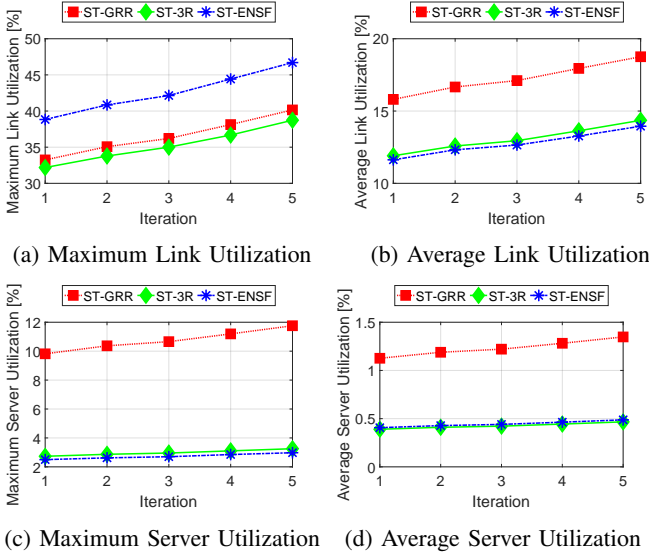 ST-GRR ST-3R ST-ENSF
Maximum Link Utilization [%]
50
45
40
35
30
1 2 3 4 5
Iteration
(a) Maximum Link Utilization
ST-GRR ST-3R ST-ENSF
Average Link Utilization [%]
20
15
10
1 2 3 4 5
Iteration
(b) Average Link Utilization
ST-GRR ST-3R ST-ENSF
Maximum Server Utilization [%]
12
10
8
6
4
2
1 2 3 4 5
Iteration
(c) Maximum Server Utilization
ST-GRR ST-3R ST-ENSF
Average Server Utilization [%]
1.5
1
0.5
0
1 2 3 4 5
Iteration
(d) Average Server Utilization